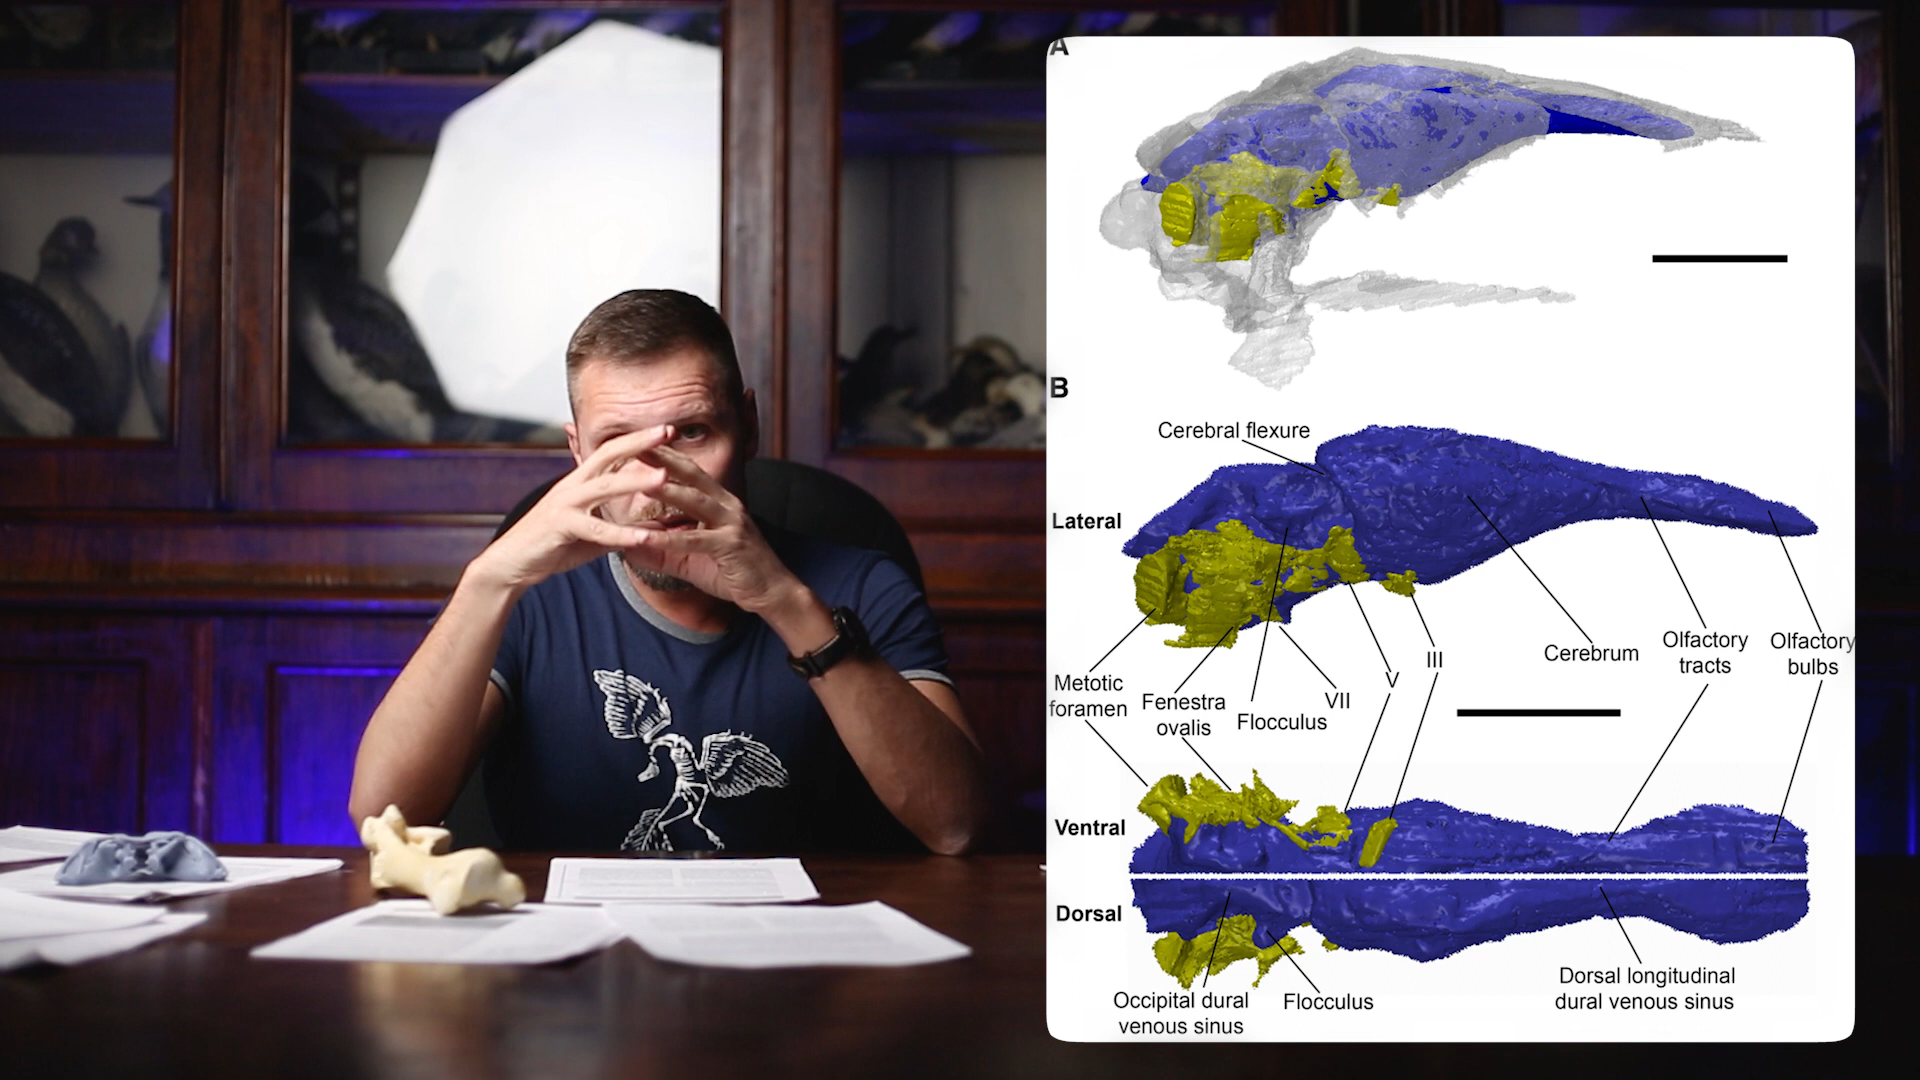 A
B
Cerebral flexure
Lateral
Metotic
foramen
Fenestra
ovalis
Flocculus
VII
V
III
Cerebrum
Olfactory
tracts
Olfactory
bulbs
Ventral
Dorsal
Occipital dural
venous sinus
Flocculus
Dorsal longitudinal
dural venous sinus